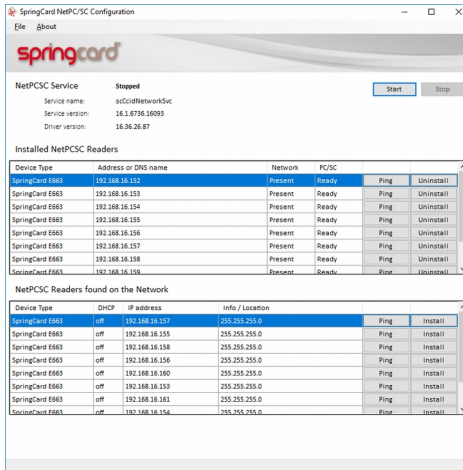 SpringCard NetPC/SC Configuration
File About
springcard
NetPCSC Service Stopped Start Stop
Service name: scCcidNetworkSvc
Service version: 16.1.6736.16093
Driver version: 16.36.26.87
Installed NetPCSC Readers
Device Type Address or DNS name Network PC/SC
SpringCard E663 192.168.16.152 Present Ready Ping Uninstall
SpringCard E663 192.168.16.153 Present Ready Ping Uninstall
SpringCard E663 192.168.16.154 Present Ready Ping Uninstall
SpringCard E663 192.168.16.155 Present Ready Ping Uninstall
SpringCard E663 192.168.16.156 Present Ready Ping Uninstall
SpringCard E663 192.168.16.157 Present Ready Ping Uninstall
SpringCard E663 192.168.16.158 Present Ready Ping Uninstall
SpringCard E663 192.168.16.159 Present Ready Ping Uninstall
NetPCSC Readers found on the Network
Device Type DHCP IP address Info / Location
SpringCard E663 off 192.168.16.157 255.255.255.0 Ping Install
SpringCard E663 off 192.168.16.155 255.255.255.0 Ping Install
SpringCard E663 off 192.168.16.158 255.255.255.0 Ping Install
SpringCard E663 off 192.168.16.156 255.255.255.0 Ping Install
SpringCard E663 off 192.168.16.160 255.255.255.0 Ping Install
SpringCard E663 off 192.168.16.153 255.255.255.0 Ping Install
SpringCard E663 off 192.168.16.161 255.255.255.0 Ping Install
SpringCard E663 off 192.168.16.154 255.255.255.0 Ping Install